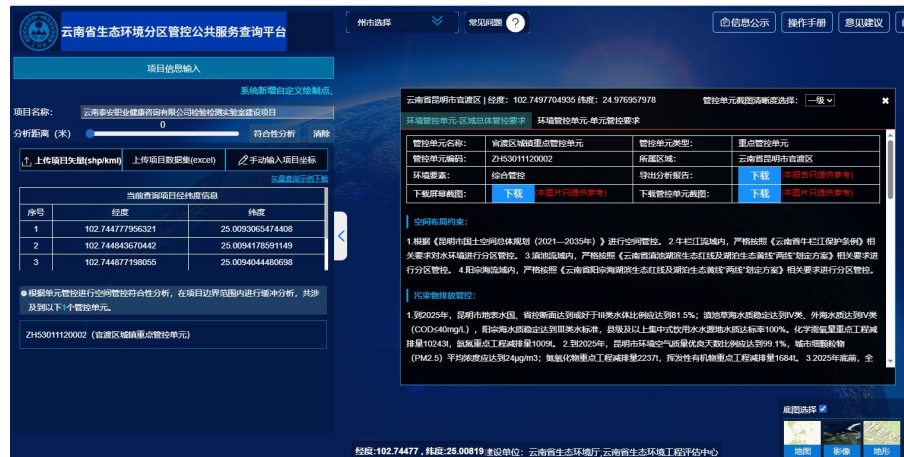 云南省生态环境分区管控公共服务查询平台
州市选择
常见问题 ?
信息公示
操作手册
意见建议
项目信息输入
系统新增自定义绘制点、
项目名称: 云南泰安职业健康咨询有限公司检验检测实验室建设项目
分析距离 (米) 0 符合性分析 清除
上传项目矢量(shp/kml) 上传项目数据集(excel) 手动输入项目坐标
矢量查询示例下载
当前查询项目经纬度信息
序号 经度 纬度
1 102.744777956321 25.0093065474408
2 102.744843670442 25.0094178591149
3 102.744877198055 25.0094044480698
根据单元管控进行空间管控符合性分析，在项目边界范围内进行缓冲分析，共涉
及到以下1个管控单元。
ZH53011120002（官渡区城镇重点管控单元)
云南省昆明市官渡区 | 经度: 102.7497704935 纬度: 24.976957978 管控单元截图清晰度选择: 一级
环境管控单元-区域总体管控要求 环境管控单元-单元管控要求
管控单元名称: 官渡区城镇重点管控单元 管控单元类型: 重点管控单元
管控单元编码: ZH53011120002 所属区域: 云南省昆明市官渡区
环境要素: 综合管控 导出分析报告: 下载 (本报告只提供参考)
下载屏幕截图: 下载 (本图片只提供参考) 下载管控单元截图: 下载 (本图片只提供参考)
空间布局约束:
1.根据《昆明市国土空间总体规划（2021—2035年）》进行空间管控。2.牛栏江流域内，严格按照《云南省牛栏江保护条例》相
关要求对水环境进行分区管控。3.滇池流域内，严格按照《云南省滇池湖滨生态红线及湖泊生态黄线“两线”划定方案》相关要求进
行分区管控。4.阳宗海流域内，严格按照《云南省阳宗海湖滨生态红线及湖泊生态黄线“两线”划定方案》相关要求进行分区管控。
污染物排放管控:
1.到2025年，昆明市地表水国、省控断面达到或好于III类水体比例应达到81.5%；滇池草海水质稳定达到IV类、外海水质达到IV类
（COD≤40mg/L），阳宗海水质稳定达到III类水标准，县级及以上集中式饮用水水源地水质达标率100%。化学需氧量重点工程减
排量10243t，氨氮重点工程减排量1009t。2.到2025年，昆明市环境空气质量优良天数比例应达到99.1%，城市细颗粒物
（PM2.5）平均浓度应达到24μg/m3；氮氧化物重点工程减排量2237t，挥发性有机物重点工程减排量1684t。3.2025年底前，全
底图选择
地图 影像 地形
经度:102.74477 , 纬度:25.00819 建设单位: 云南省生态环境厅,云南省生态环境工程评估中心